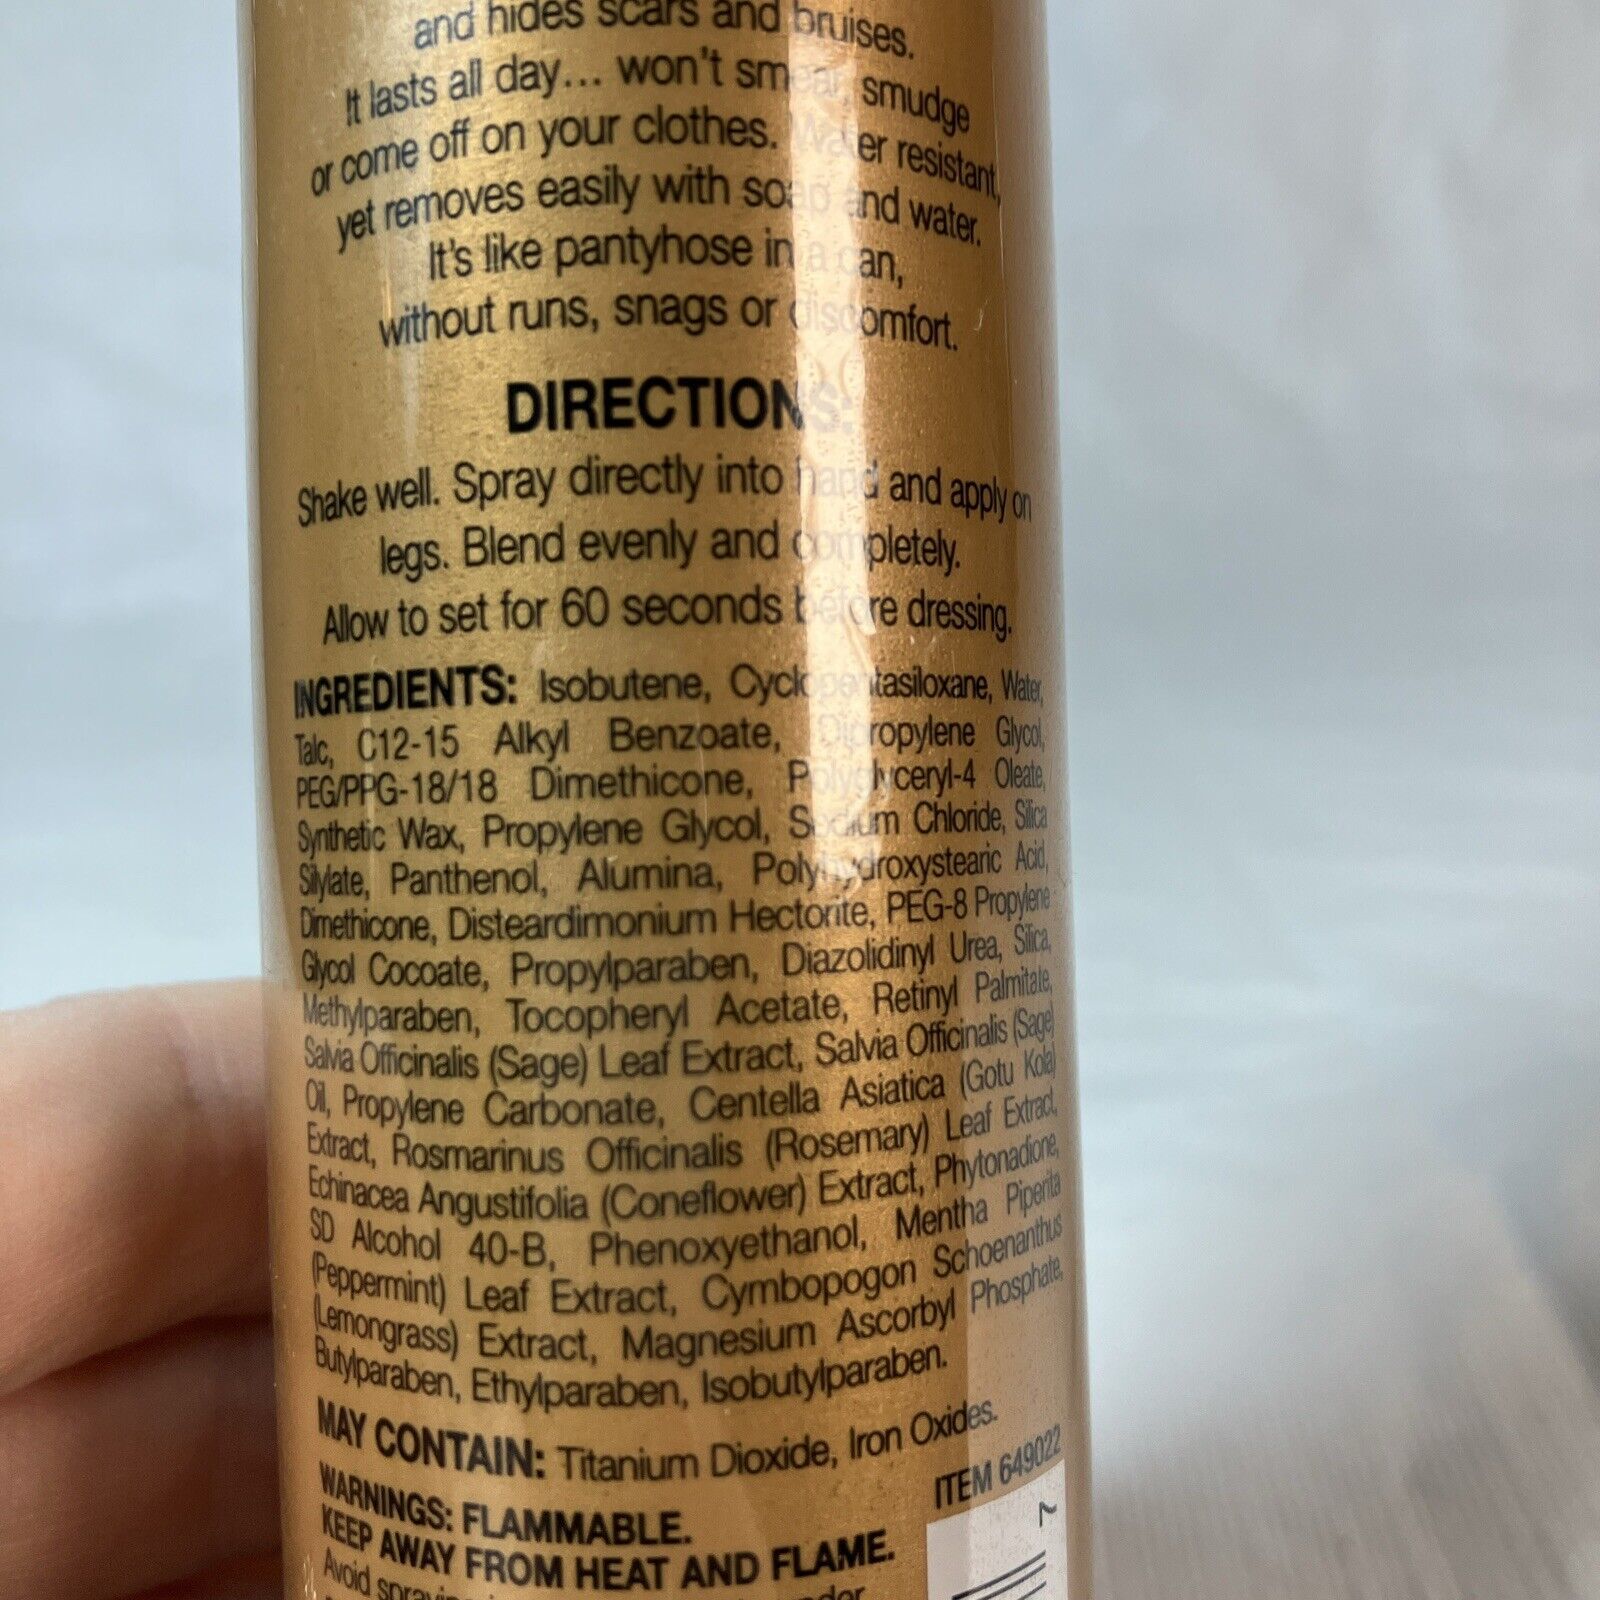 and hides scars and bruises.
It lasts all day... won't smear, smudge
or come off on your clothes. Water resistant,
yet removes easily with soap and water.
It's like pantyhose in a can,
without runs, snags or discomfort.
DIRECTIONS:
Shake well. Spray directly into hand and apply on
legs. Blend evenly and completely.
Allow to set for 60 seconds before dressing.
INGREDIENTS: Isobutene, Cyclopentasiloxane, Water,
Talc, C12-15 Alkyl Benzoate, Dipropylene Glycol,
PEG/PPG-18/18 Dimethicone, Polyglyceryl-4 Oleate,
Synthetic Wax, Propylene Glycol, Sodium Chloride, Silica
Silylate, Panthenol, Alumina, Polyhydroxystearic Acid,
Dimethicone, Disteardimonium Hectorite, PEG-8 Propylene
Glycol Cocoate, Propylparaben, Diazolidinyl Urea, Silica,
Methylparaben, Tocopheryl Acetate, Retinyl Palmitate,
Salvia Officinalis (Sage) Leaf Extract, Salvia Officinalis (Sage)
Oil, Propylene Carbonate, Centella Asiatica (Gotu Kola)
Extract, Rosmarinus Officinalis (Rosemary) Leaf Extract,
Echinacea Angustifolia (Coneflower) Extract, Phytonadione,
SD Alcohol 40-B, Phenoxyethanol, Mentha Piperita
(Peppermint) Leaf Extract, Cymbopogon Schoenanthus
(Lemongrass) Extract, Magnesium Ascorbyl Phosphate,
Butylparaben, Ethylparaben, Isobutylparaben.
MAY CONTAIN: Titanium Dioxide, Iron Oxides.
ITEM 649022
WARNINGS: FLAMMABLE.
KEEP AWAY FROM HEAT AND FLAME.
Avoid